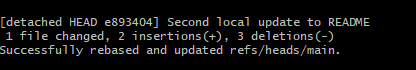 [detached HEAD e893404] Second local update to README
1 file changed, 2 insertions(+), 3 deletions(-)
Successfully rebased and updated refs/heads/main.